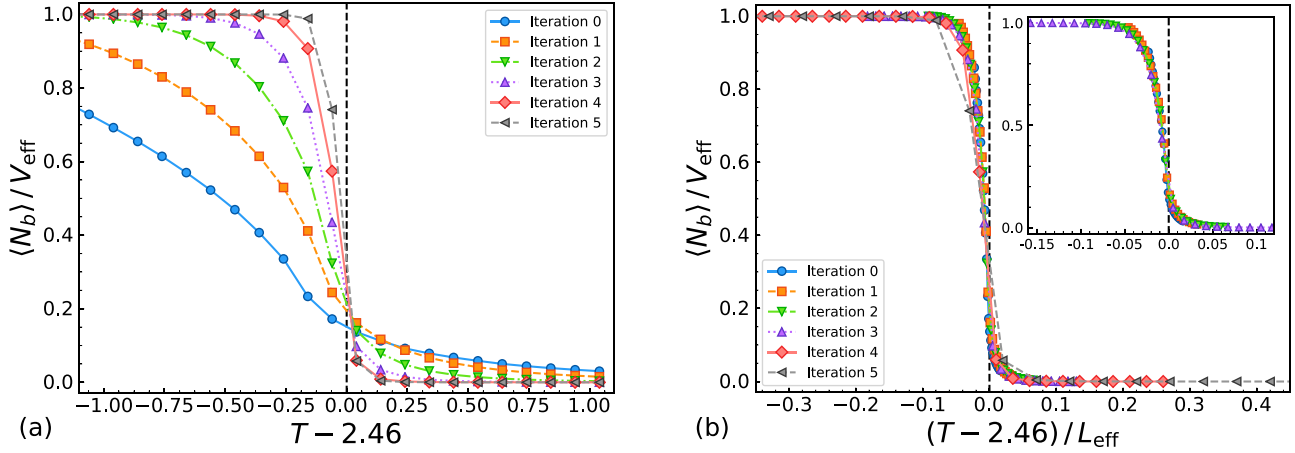 1.0
0.8
0.6
0.4
0.2
0.0
⟨N_b⟩ / V_eff
Iteration 0
Iteration 1
Iteration 2
Iteration 3
Iteration 4
Iteration 5
−1.00
−0.75
−0.50
−0.25
0.00
0.25
0.50
0.75
1.00
(a)
T − 2.46
1.0
0.8
0.6
0.4
0.2
0.0
⟨N_b⟩ / V_eff
1.0
0.5
0.0
−0.15
−0.10
−0.05
0.0
0.05
0.1
Iteration 0
Iteration 1
Iteration 2
Iteration 3
Iteration 4
Iteration 5
−0.3
−0.2
−0.1
0.0
0.1
0.2
0.3
0.4
(b)
(T − 2.46) / L_eff